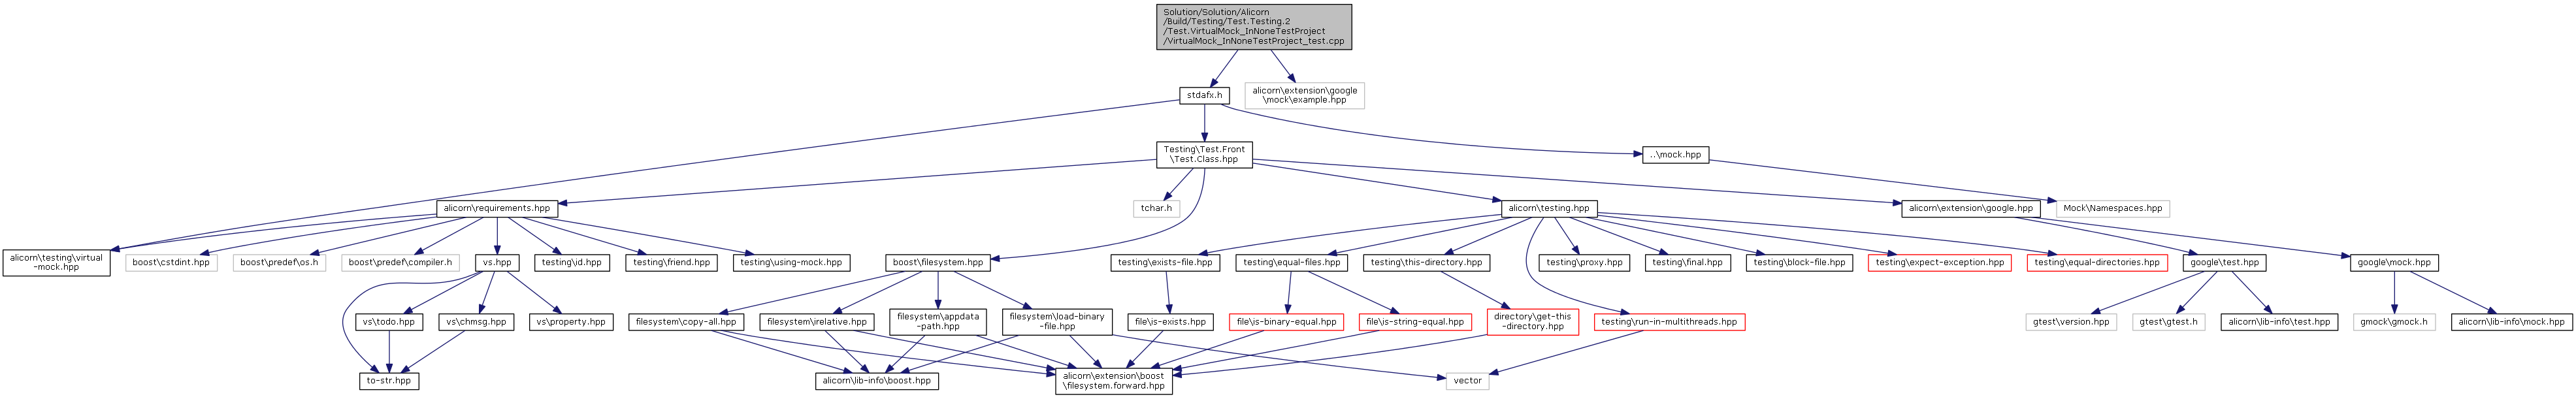 Solution/Solution/Alicorn
/Build/Testing/Test.Testing.2
/Test.VirtualMock_InNoneTestProject
/VirtualMock_InNoneTestProject_test.cpp
stdafx.h
alicorn\extension\google
\mock\example.hpp
Testing\Test.Front
\Test.Class.hpp
..\mock.hpp
alicorn\requirements.hpp
tchar.h
alicorn\testing.hpp
alicorn\extension\google.hpp
Mock\Namespaces.hpp
alicorn\testing\virtual
-mock.hpp
boost\cstdint.hpp
boost\predef\os.h
boost\predef\compiler.h
vs.hpp
testing\id.hpp
testing\friend.hpp
testing\using-mock.hpp
boost\filesystem.hpp
testing\exists-file.hpp
testing\equal-files.hpp
testing\this-directory.hpp
testing\proxy.hpp
testing\final.hpp
testing\block-file.hpp
testing\expect-exception.hpp
testing\equal-directories.hpp
google\test.hpp
google\mock.hpp
vs\todo.hpp
vs\chmsg.hpp
vs\property.hpp
filesystem\copy-all.hpp
filesystem\irelative.hpp
filesystem\appdata
-path.hpp
filesystem\load-binary
-file.hpp
file\is-exists.hpp
file\is-binary-equal.hpp
file\is-string-equal.hpp
directory\get-this
-directory.hpp
testing\run-in-multithreads.hpp
gtest\version.hpp
gtest\gtest.h
alicorn\lib-info\test.hpp
gmock\gmock.h
alicorn\lib-info\mock.hpp
to-str.hpp
alicorn\lib-info\boost.hpp
alicorn\extension\boost
\filesystem.forward.hpp
vector